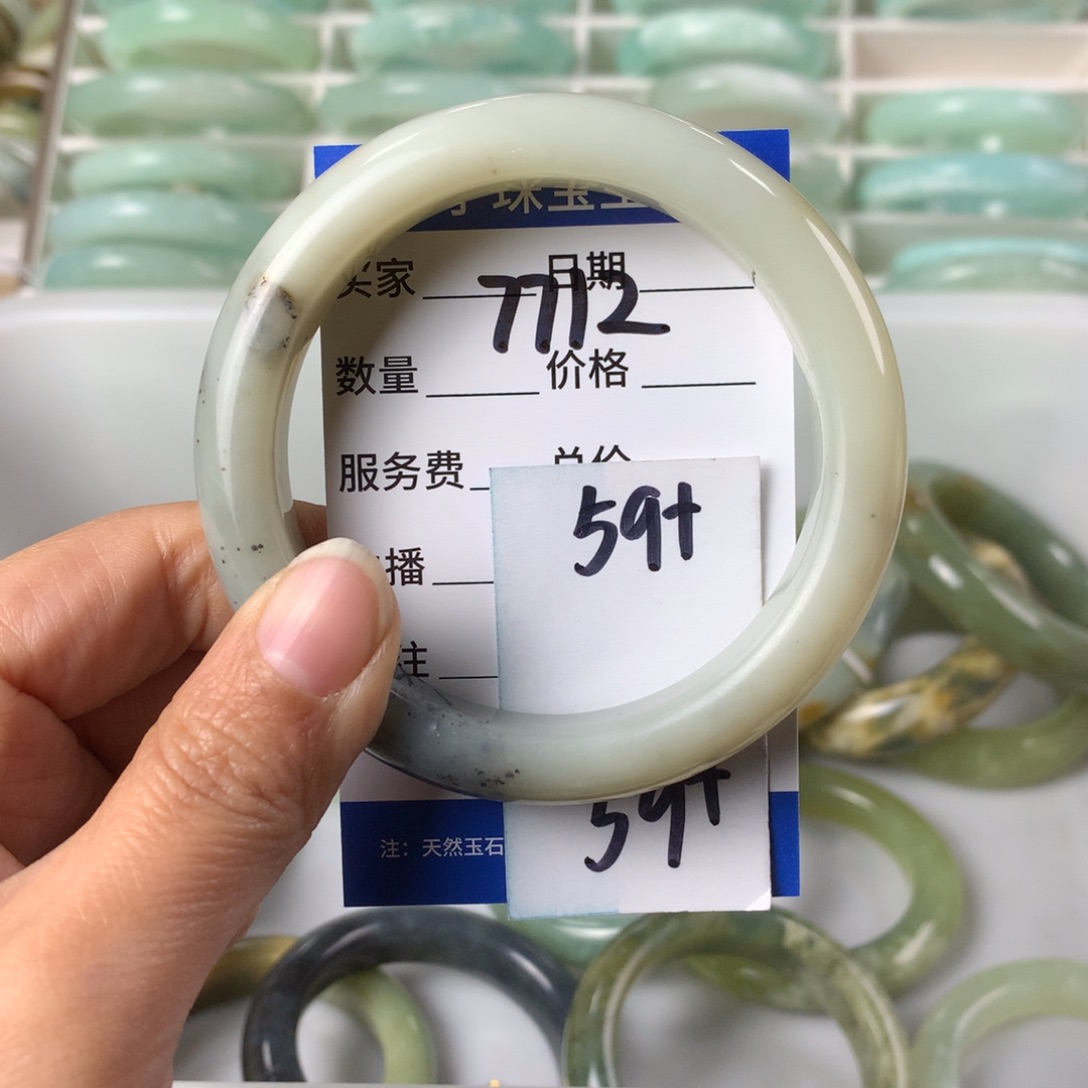 珠宝
买家 日期
7712
数量 价格
服务费 总价
59+
播
注
59+
注：天然玉石